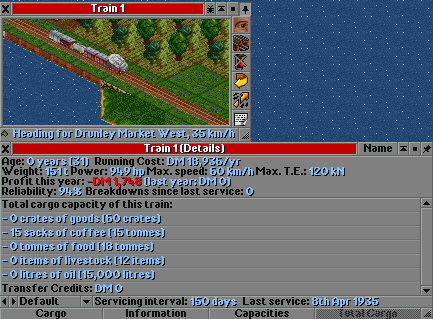 Train 1
Heading for Dronley Market West, 35 km/h
Train 1 (Details)
Name
Age: 0 years (31) Running Cost: DM 18,936/yr
Weight: 151t Power: 949 hp Max. speed: 60 km/h Max. T.E.: 120 kN
Profit this year: -DM 1,748 (last year: DM 0)
Reliability: 94% Breakdowns since last service: 0
Total cargo capacity of this train:
- 0 crates of goods (60 crates)
- 15 sacks of coffee (15 tonnes)
- 0 tonnes of food (18 tonnes)
- 0 items of livestock (12 items)
- 0 litres of oil (15,000 litres)
Transfer Credits: DM 0
Default Servicing interval: 150 days Last service: 8th Apr 1935
Cargo Information Capacities Total Cargo